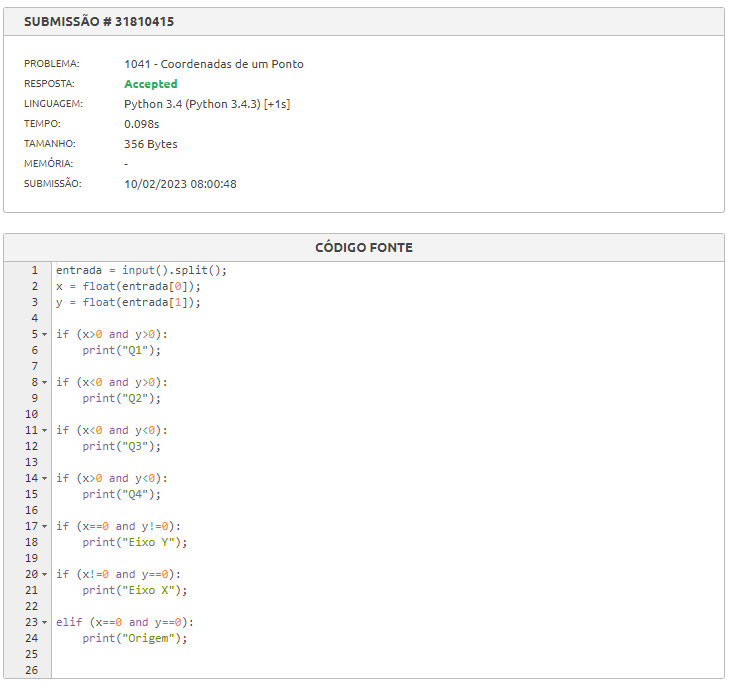 SUBMISSÃO # 31810415
PROBLEMA: 1041 - Coordenadas de um Ponto
RESPOSTA: Accepted
LINGUAGEM: Python 3.4 (Python 3.4.3) [+1s]
TEMPO: 0.098s
TAMANHO: 356 Bytes
MEMÓRIA: -
SUBMISSÃO: 10/02/2023 08:00:48
CÓDIGO FONTE
1 entrada = input().split();
2 x = float(entrada[0]);
3 y = float(entrada[1]);
4
5 if (x>0 and y>0):
6     print("Q1");
7
8 if (x<0 and y>0):
9     print("Q2");
10
11 if (x<0 and y<0):
12     print("Q3");
13
14 if (x>0 and y<0):
15     print("Q4");
16
17 if (x==0 and y!=0):
18     print("Eixo Y");
19
20 if (x!=0 and y==0):
21     print("Eixo X");
22
23 elif (x==0 and y==0):
24     print("Origem");
25
26